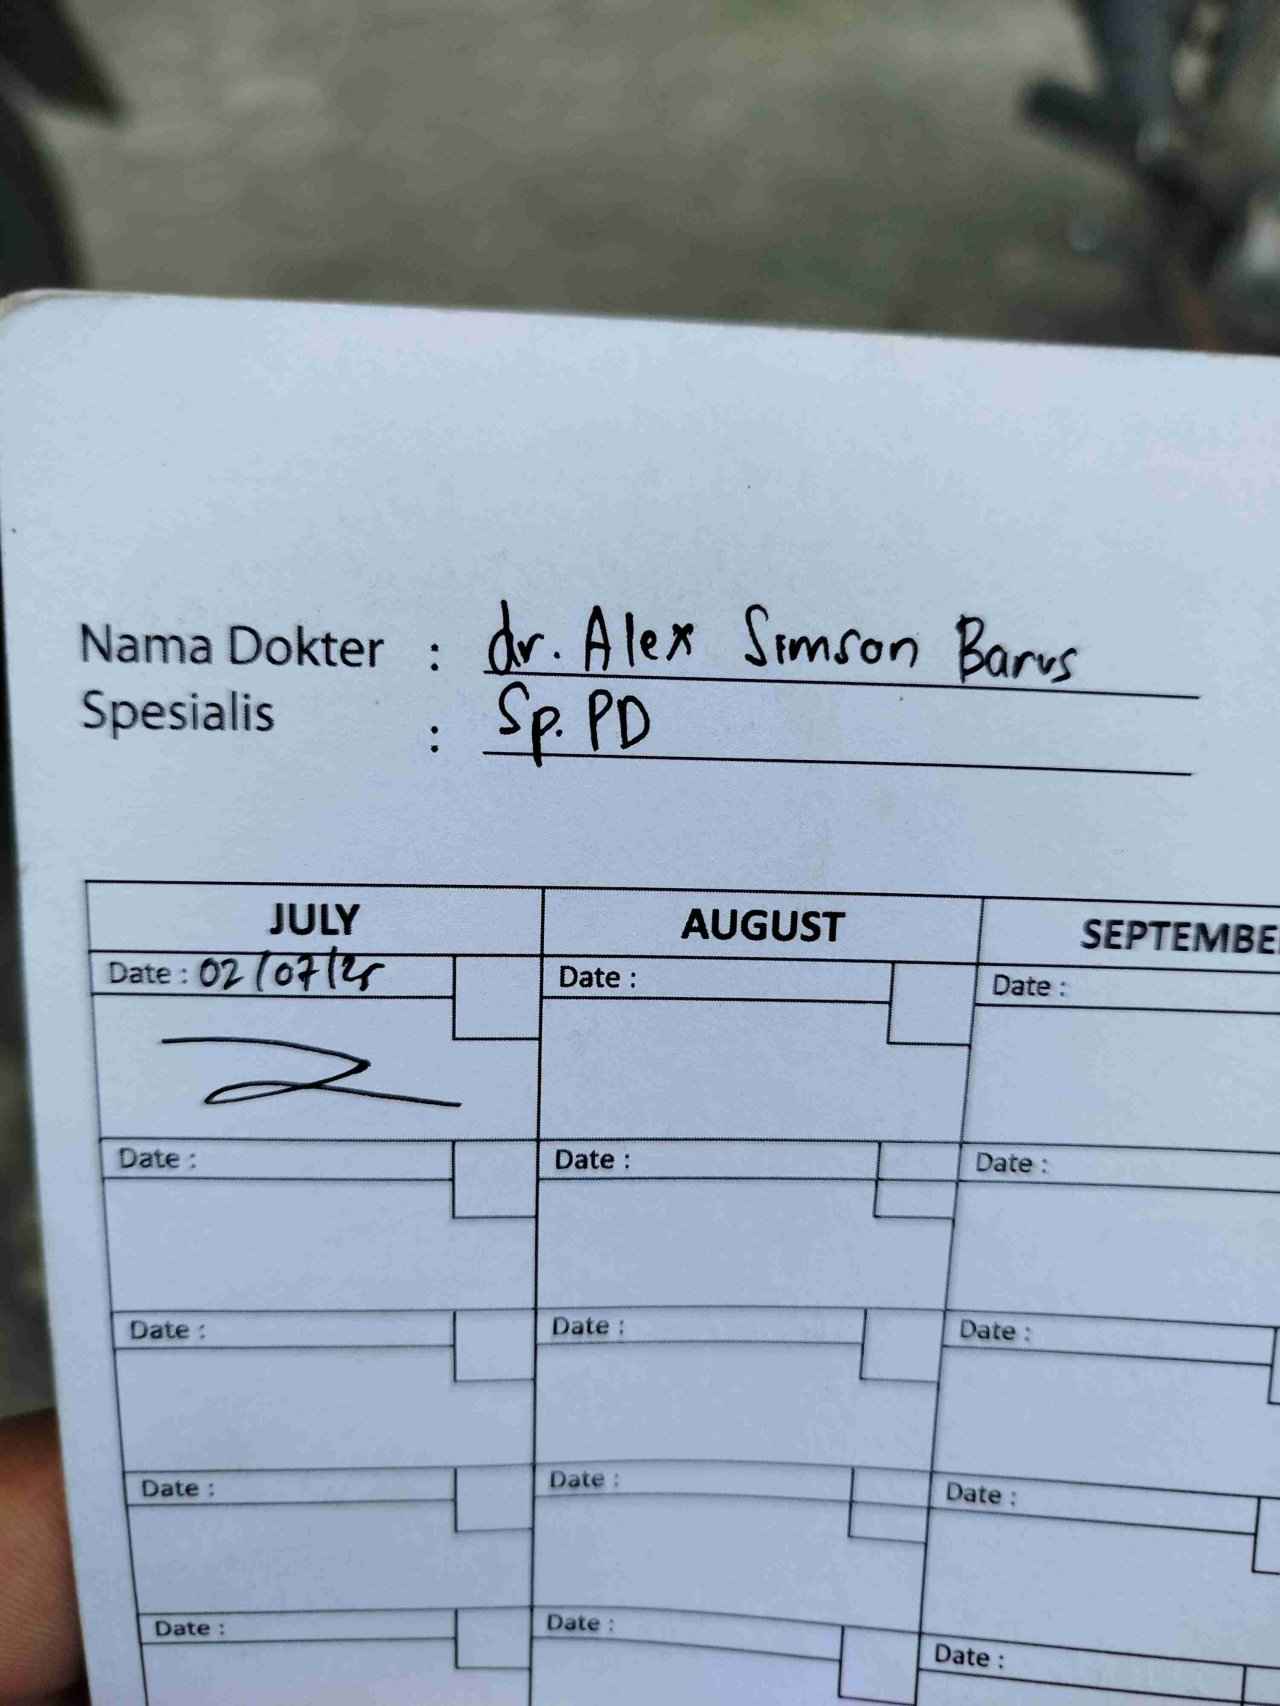 Nama Dokter : dr. Alex Simson Barus
Spesialis : Sp. PD
JULY AUGUST SEPTEMBE
Date : 02/07/25 Date : Date :
Date : Date : Date :
Date : Date : Date :
Date : Date : Date :
Date : Date : Date :